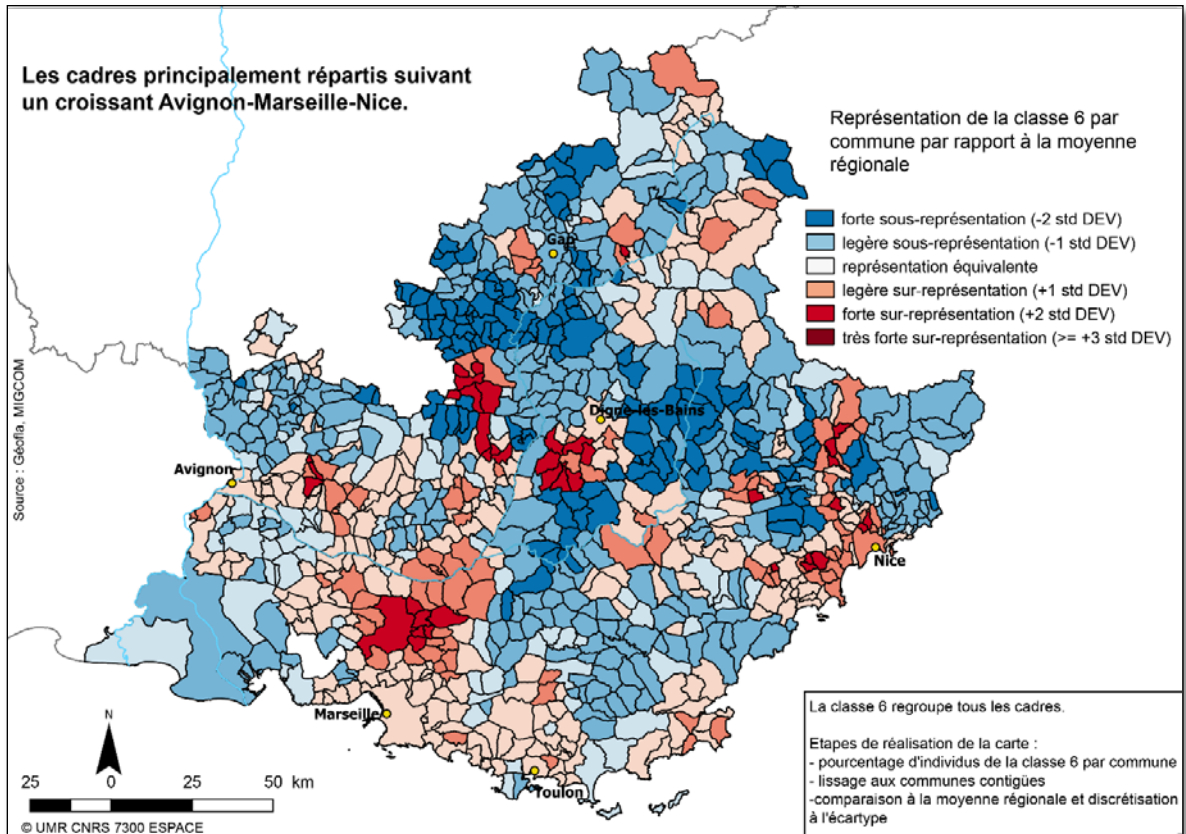 Les cadres principalement répartis suivant
un croissant Avignon-Marseille-Nice.
Représentation de la classe 6 par
commune par rapport à la moyenne
régionale
forte sous-représentation (-2 std DEV)
legère sous-représentation (-1 std DEV)
représentation équivalente
legère sur-représentation (+1 std DEV)
forte sur-représentation (+2 std DEV)
très forte sur-représentation (>= +3 std DEV)
Gap
Digne-les-Bains
Avignon
Nice
Marseille
Toulon
Source : Géofla, MIGCOM
N
25 0 25 50 km
© UMR CNRS 7300 ESPACE
La classe 6 regroupe tous les cadres.
Etapes de réalisation de la carte :
- pourcentage d'individus de la classe 6 par commune
- lissage aux communes contigües
-comparaison à la moyenne régionale et discrétisation
à l'écartype